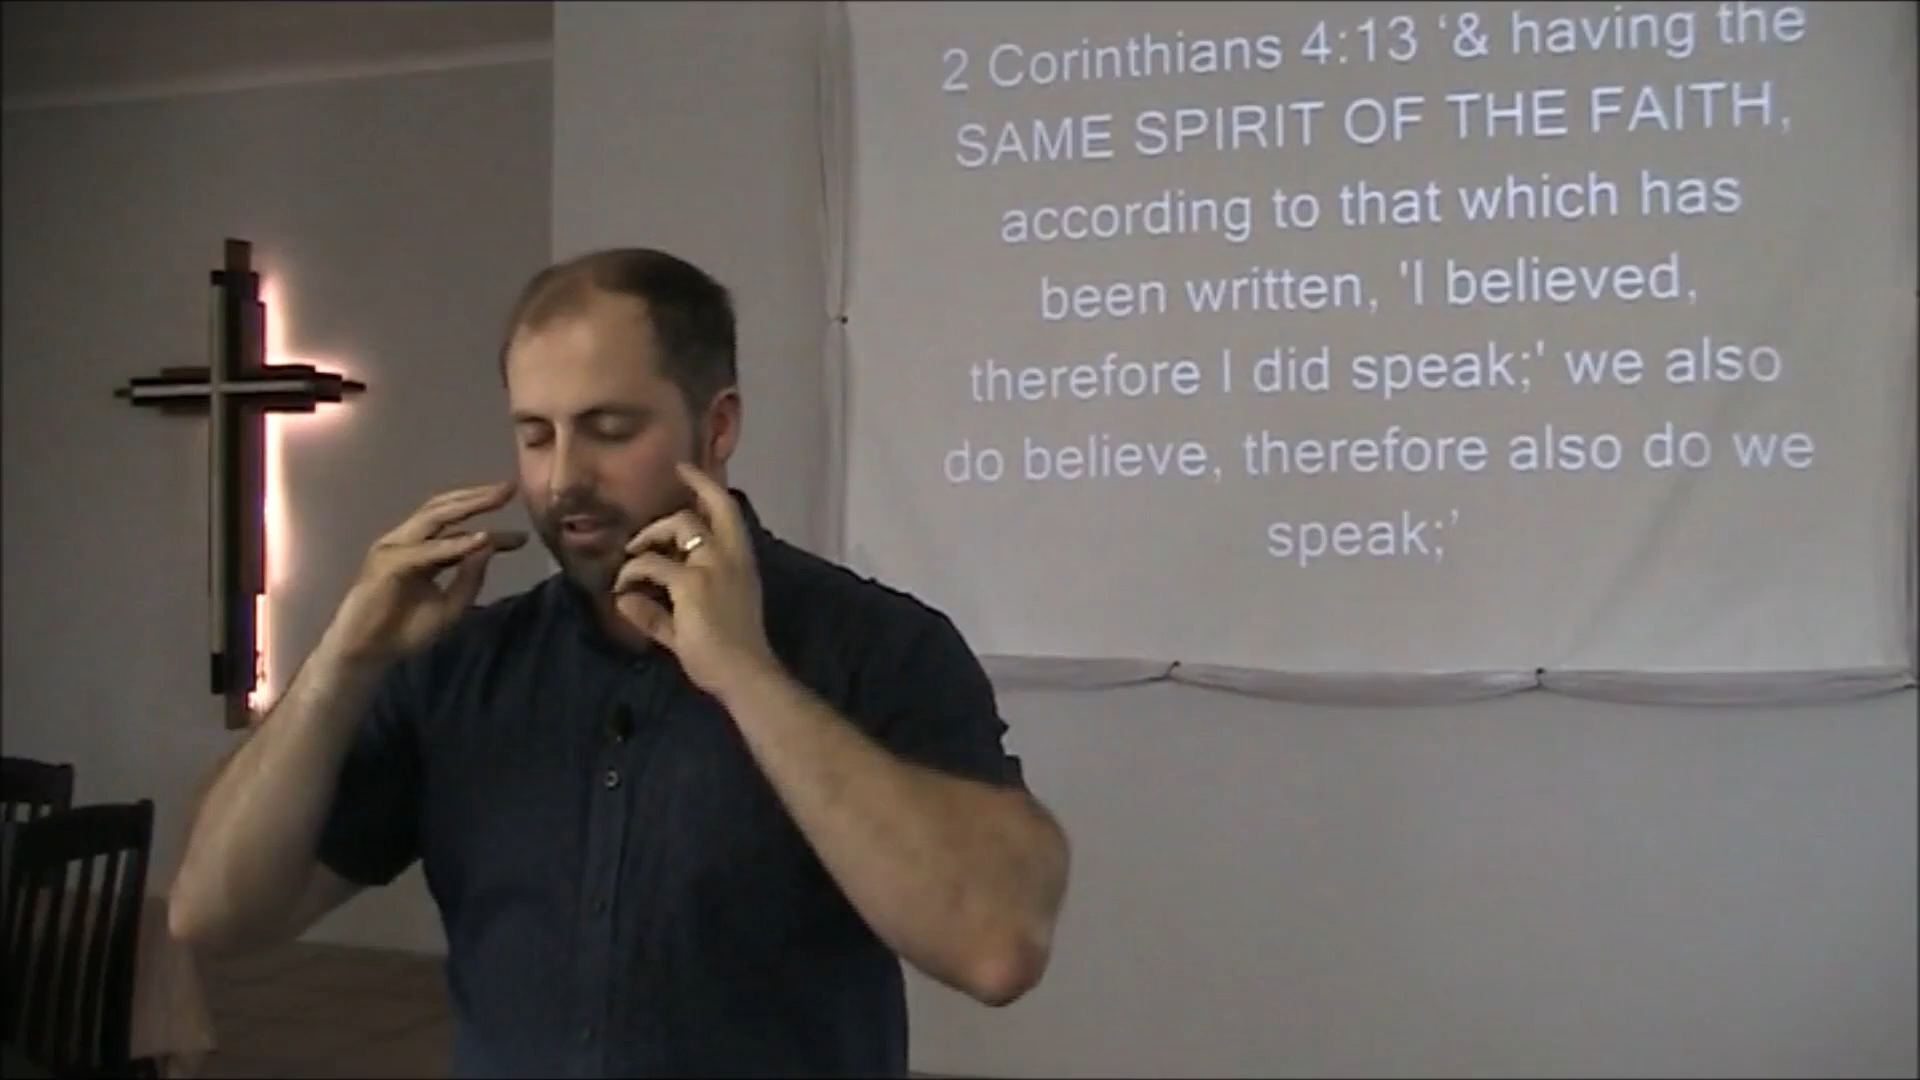 2 Corinthians 4:13 ‘& having the
SAME SPIRIT OF THE FAITH,
according to that which has
been written, 'I believed,
therefore I did speak;' we also
do believe, therefore also do we
speak;’